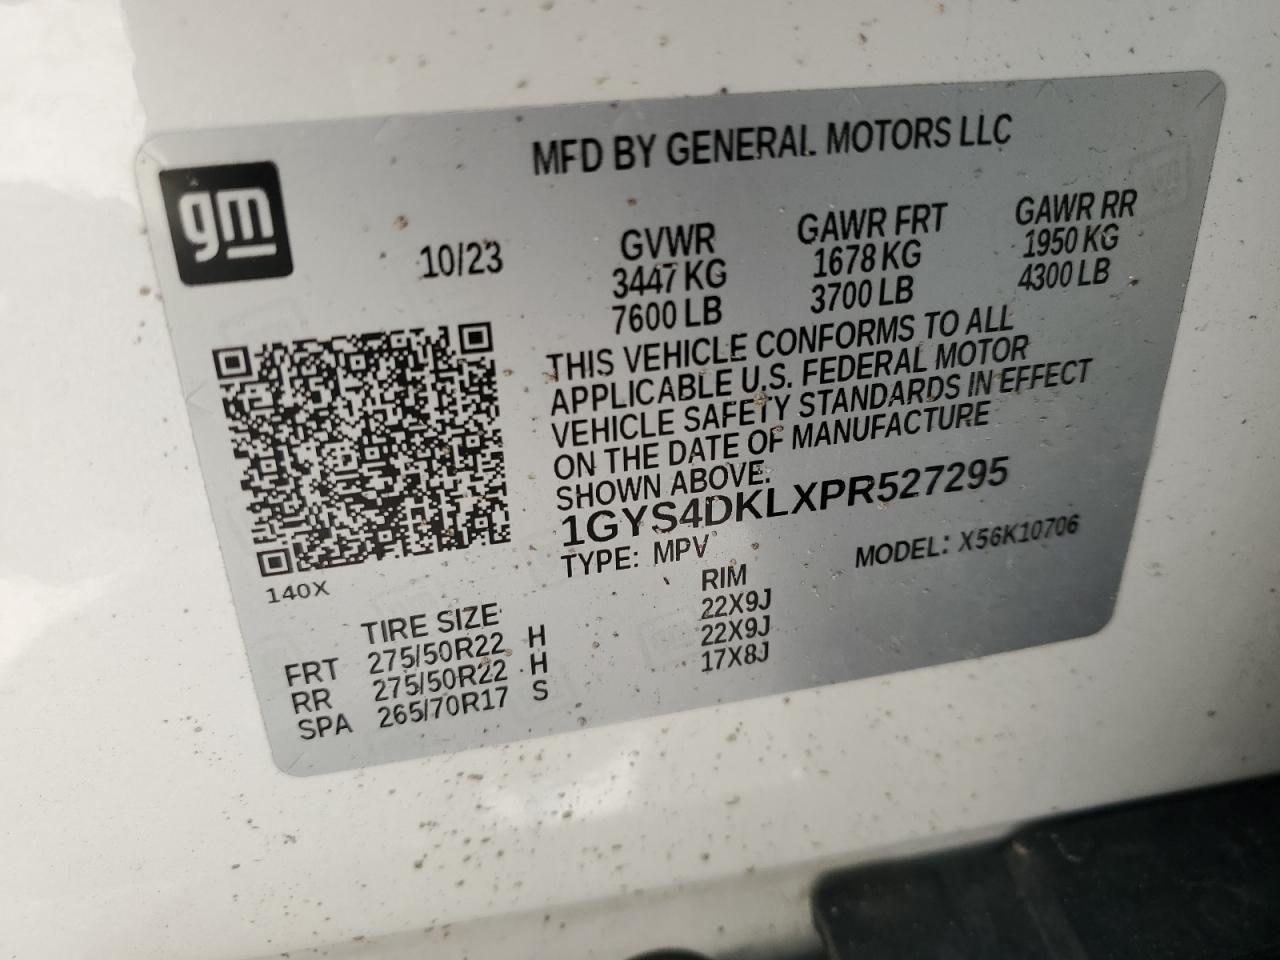 MFD BY GENERAL MOTORS LLC
gm
10/23
GVWR GAWR FRT GAWR RR
3447 KG 1678 KG 1950 KG
7600 LB 3700 LB 4300 LB
THIS VEHICLE CONFORMS TO ALL
APPLICABLE U.S. FEDERAL MOTOR
VEHICLE SAFETY STANDARDS IN EFFECT
ON THE DATE OF MANUFACTURE
SHOWN ABOVE.
1GYS4DKLXPR527295
TYPE: MPV MODEL: X56K10706
140X
TIRE SIZE RIM
FRT 275/50R22 H 22X9J
RR 275/50R22 H 22X9J
SPA 265/70R17 S 17X8J